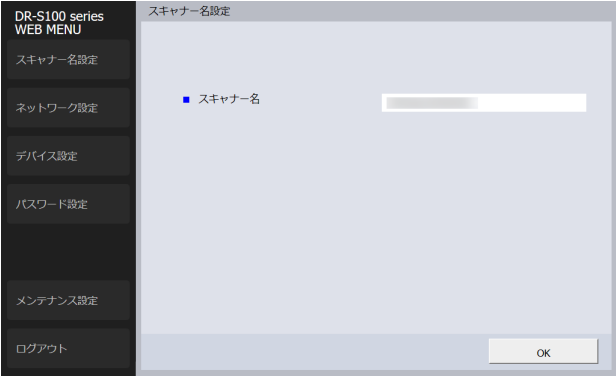 DR-S100 series
WEB MENU
スキャナー名設定
ネットワーク設定
デバイス設定
パスワード設定
メンテナンス設定
ログアウト
スキャナー名設定
スキャナー名
OK